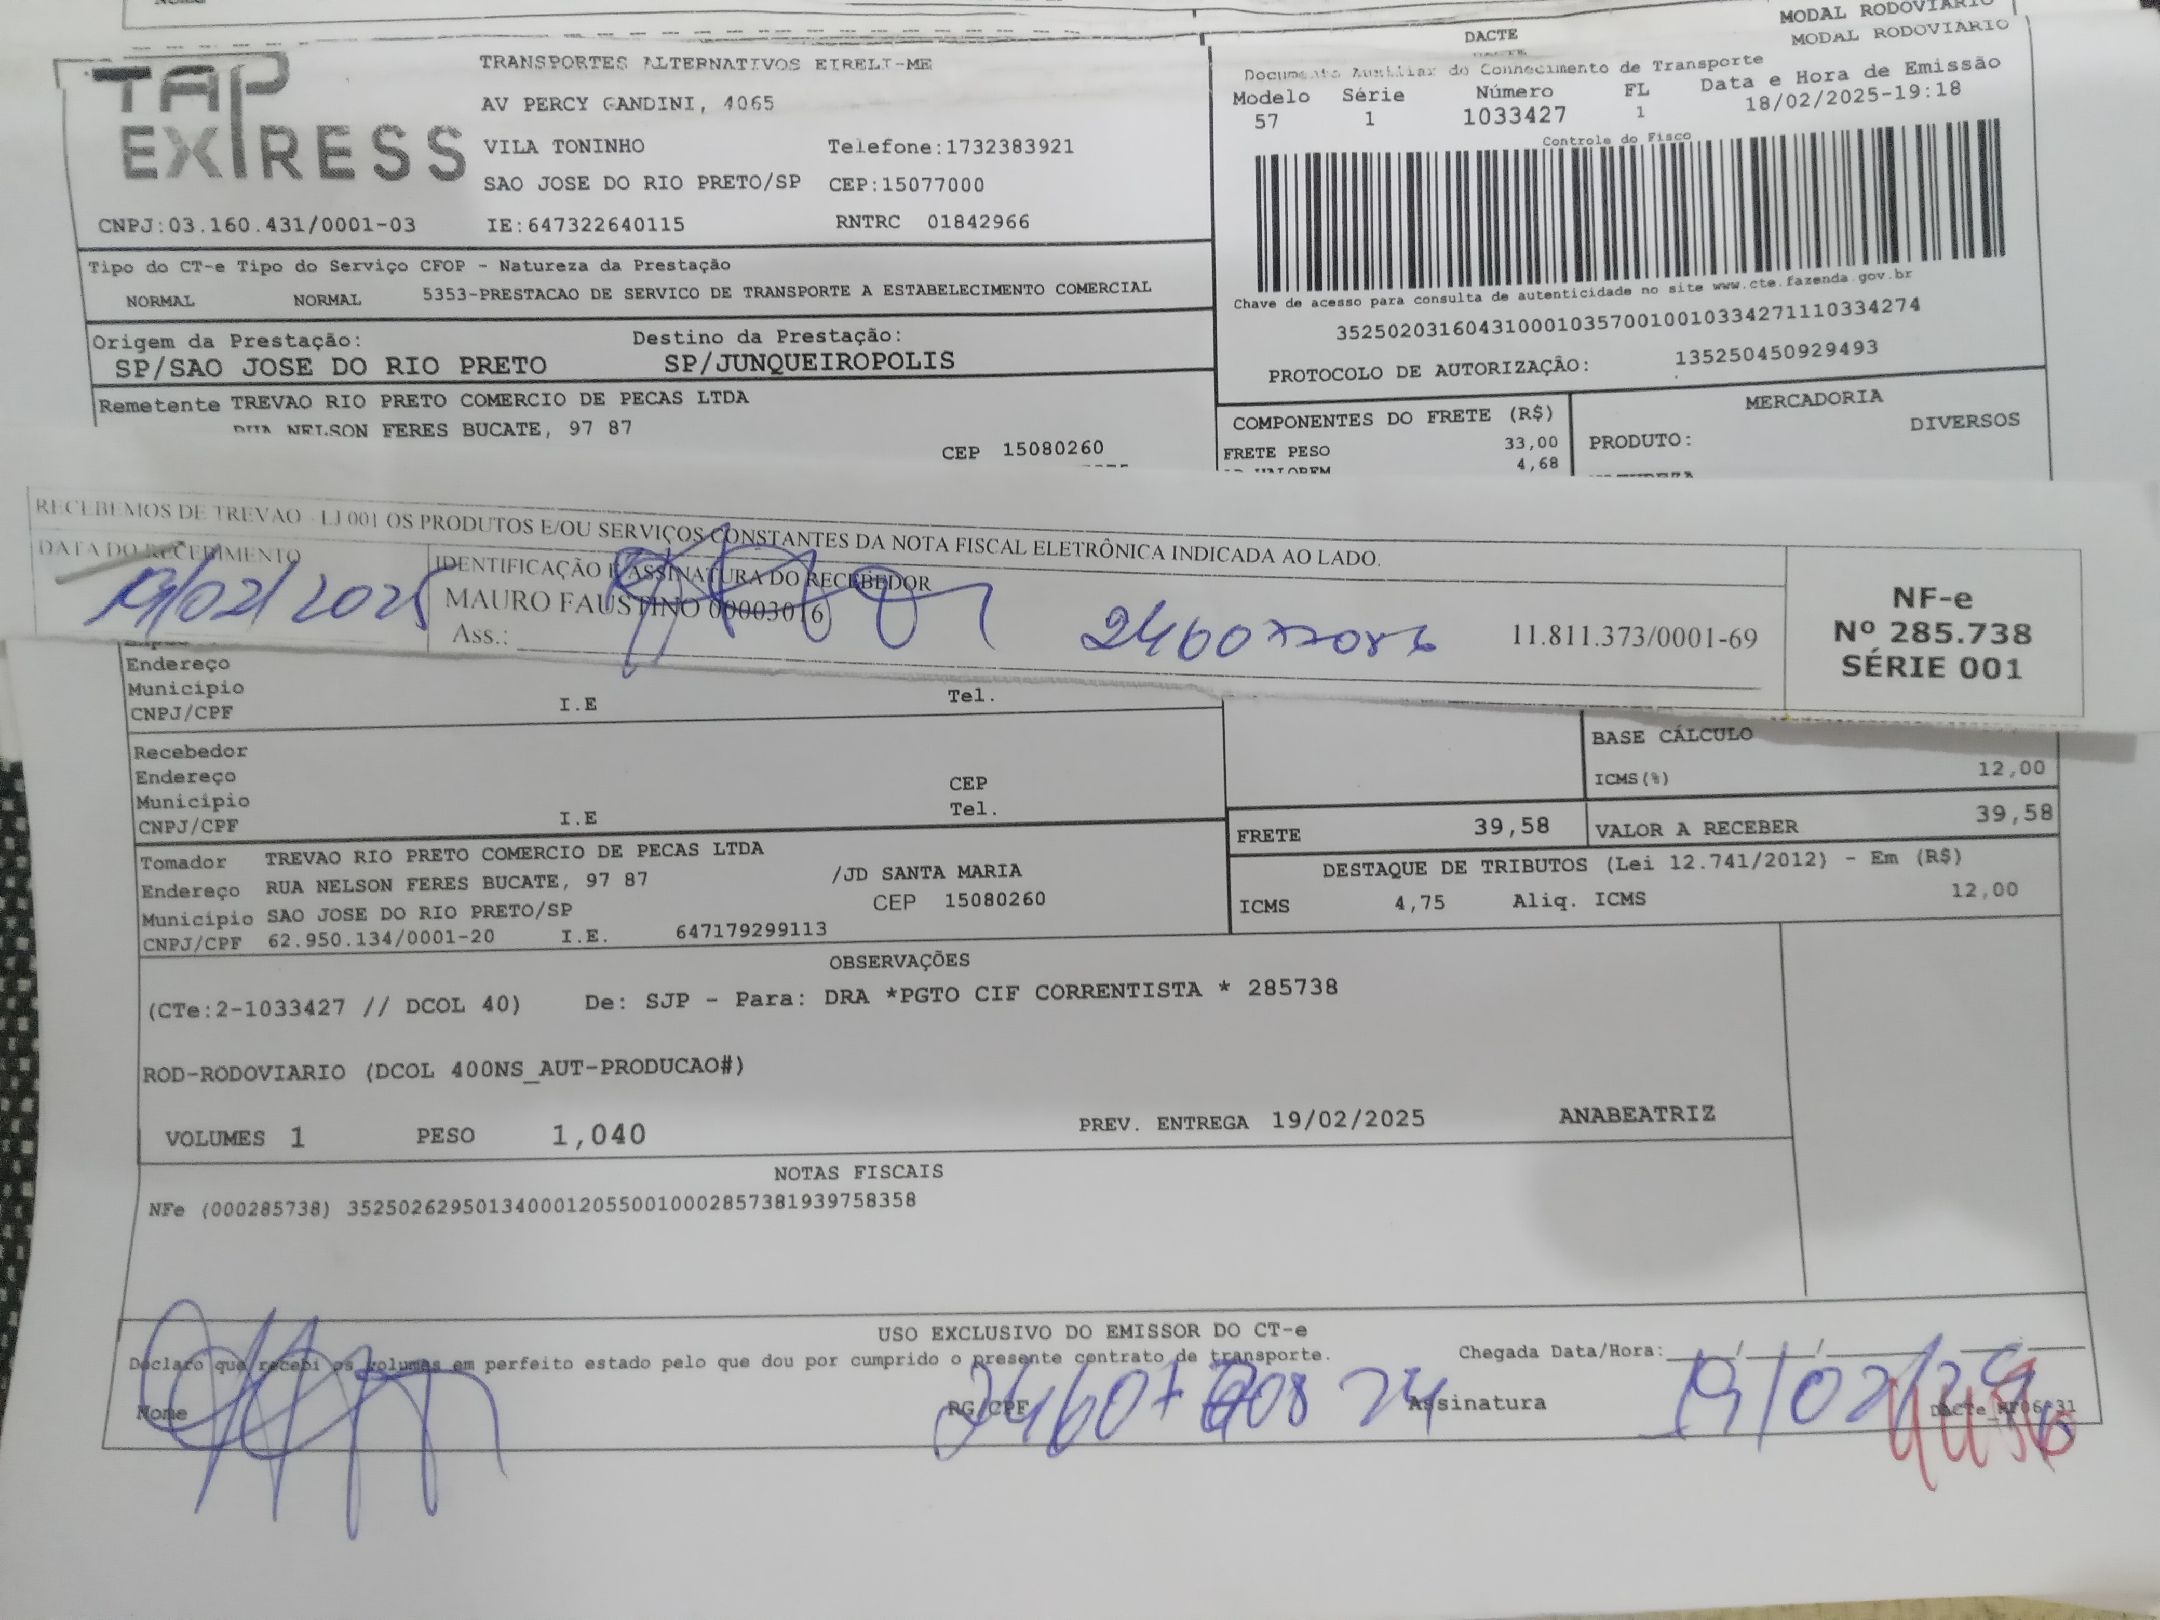 MODAL RODOVIARIO
MODAL RODOVIARIO
TAP
EXPRESS
TRANSPORTES ALTERNATIVOS EIRELI-ME
AV PERCY GANDINI, 4065
VILA TONINHO Telefone:1732383921
SAO JOSE DO RIO PRETO/SP CEP:15077000
CNPJ:03.160.431/0001-03 IE:647322640115 RNTRC 01842966
DACTE
Documento Auxiliar do Conhecimento de Transporte
Modelo Série Número FL Data e Hora de Emissão
57 1 1033427 1 18/02/2025-19:18
Controle do Fisco
Chave de acesso para consulta de autenticidade no site www.cte.fazenda.gov.br
35250203160431000103570010010334271110334274
PROTOCOLO DE AUTORIZAÇÃO: 135250450929493
Tipo do CT-e Tipo do Serviço CFOP - Natureza da Prestação
NORMAL NORMAL 5353-PRESTACAO DE SERVICO DE TRANSPORTE A ESTABELECIMENTO COMERCIAL
Origem da Prestação: Destino da Prestação:
SP/SAO JOSE DO RIO PRETO SP/JUNQUEIROPOLIS
Remetente TREVAO RIO PRETO COMERCIO DE PECAS LTDA
RUA NELSON FERES BUCATE, 97 87
CEP 15080260
COMPONENTES DO FRETE (R$) MERCADORIA
FRETE PESO 33,00 PRODUTO: DIVERSOS
4,68
RECEBEMOS DE TREVAO - LJ 001 OS PRODUTOS E/OU SERVIÇOS CONSTANTES DA NOTA FISCAL ELETRÔNICA INDICADA AO LADO.
DATA DO RECEBIMENTO IDENTIFICAÇÃO E ASSINATURA DO RECEBEDOR
19/02/2025 MAURO FAUSTINO 00003016
Ass.: 11.811.373/0001-69
NF-e
Nº 285.738
SÉRIE 001
Endereço
Município
CNPJ/CPF I.E Tel.
Recebedor
Endereço CEP
Município Tel.
CNPJ/CPF I.E
BASE CÁLCULO
ICMS(%) 12,00
FRETE 39,58 VALOR A RECEBER 39,58
Tomador TREVAO RIO PRETO COMERCIO DE PECAS LTDA
Endereço RUA NELSON FERES BUCATE, 97 87 /JD SANTA MARIA
Município SAO JOSE DO RIO PRETO/SP CEP 15080260
CNPJ/CPF 62.950.134/0001-20 I.E. 647179299113
DESTAQUE DE TRIBUTOS (Lei 12.741/2012) - Em (R$)
ICMS 4,75 Aliq. ICMS 12,00
OBSERVAÇÕES
(CTe:2-1033427 // DCOL 40) De: SJP - Para: DRA *PGTO CIF CORRENTISTA * 285738
ROD-RODOVIARIO (DCOL 400NS_AUT-PRODUCAO#)
VOLUMES 1 PESO 1,040 PREV. ENTREGA 19/02/2025 ANABEATRIZ
NOTAS FISCAIS
NFe (000285738) 35250262950134000120550010002857381939758358
USO EXCLUSIVO DO EMISSOR DO CT-e
Declaro que recebi os volumes em perfeito estado pelo que dou por cumprido o presente contrato de transporte. Chegada Data/Hora:
Nome RG/CPF Assinatura